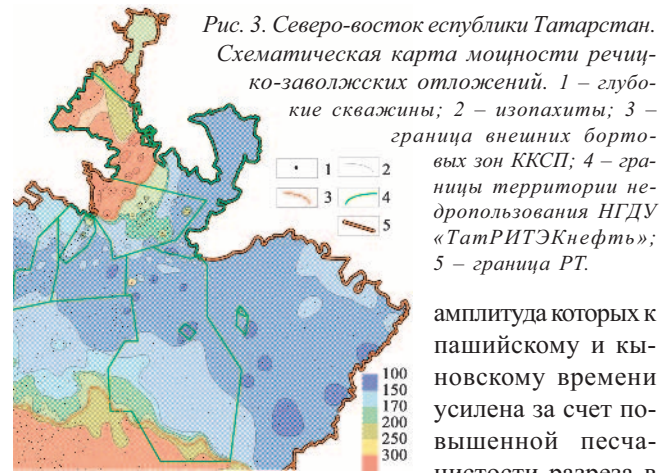 Рис. 3. Северо-восток еспублики Татарстан.
Схематическая карта мощности речиц-
ко-заволжских отложений. 1 – глубо-
кие скважины; 2 – изопахиты; 3 –
граница внешних борто-
вых зон ККСП; 4 – гра-
ницы территории не-
дропользования НГДУ
«ТатРИТЭКнефть»;
5 – граница РТ.
1
2
3
4
5
амплитуда которых к
пашийскому и кы-
новскому времени
усилена за счет по-
вышенной песча-
нистости разреза в
100
150
170
200
250
300